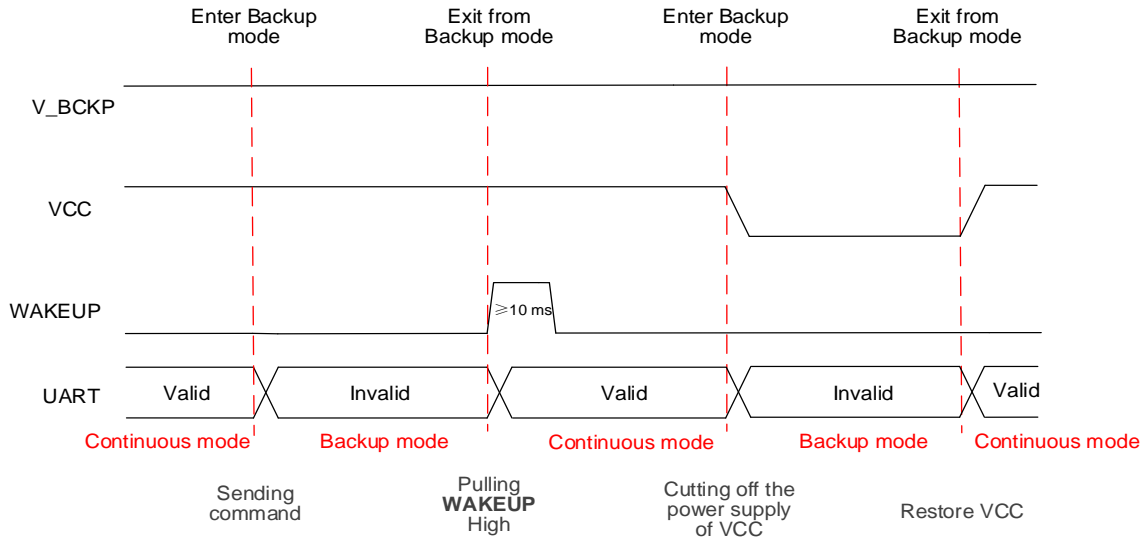 Enter Backup
mode
Exit from
Backup mode
Enter Backup
mode
Exit from
Backup mode
V_BCKP
VCC
WAKEUP
⩾10 ms
UART
Valid
Invalid
Valid
Invalid
Valid
Continuous mode
Backup mode
Continuous mode
Backup mode
Continuous mode
Sending
command
Pulling
WAKEUP
High
Cutting off the
power supply
of VCC
Restore VCC